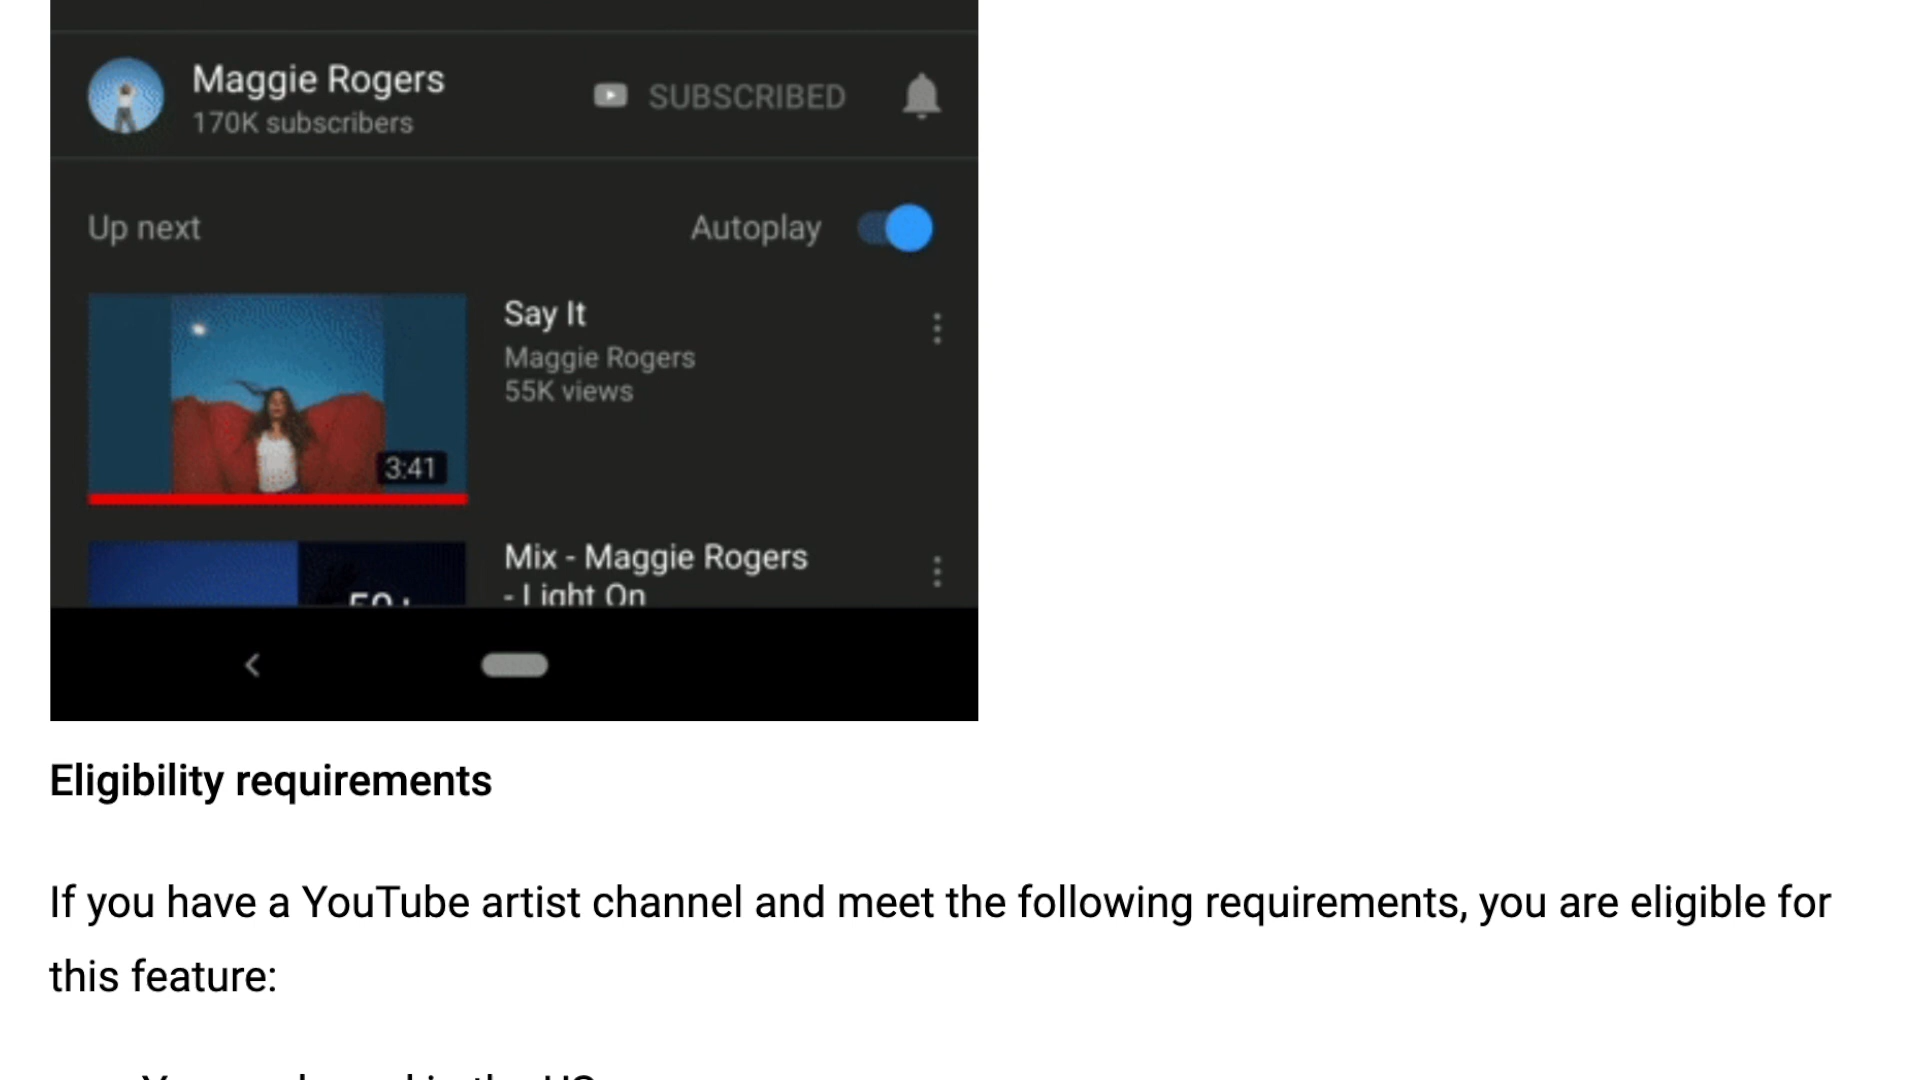 Maggie Rogers
170K subscribers
SUBSCRIBED
Up next
Autoplay
Say It
Maggie Rogers
55K views
3:41
Mix - Maggie Rogers
- Light On
50+
Eligibility requirements
If you have a YouTube artist channel and meet the following requirements, you are eligible for
this feature: